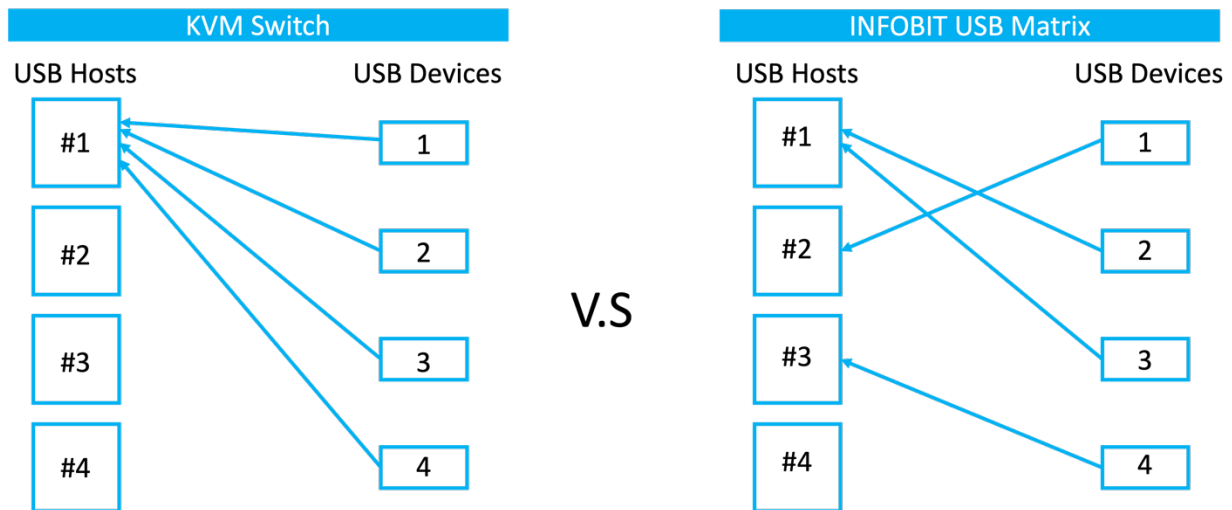 KVM Switch
USB Hosts USB Devices
#1 1
#2 2
#3 3
#4 4
V.S
INFOBIT USB Matrix
USB Hosts USB Devices
#1 1
#2 2
#3 3
#4 4